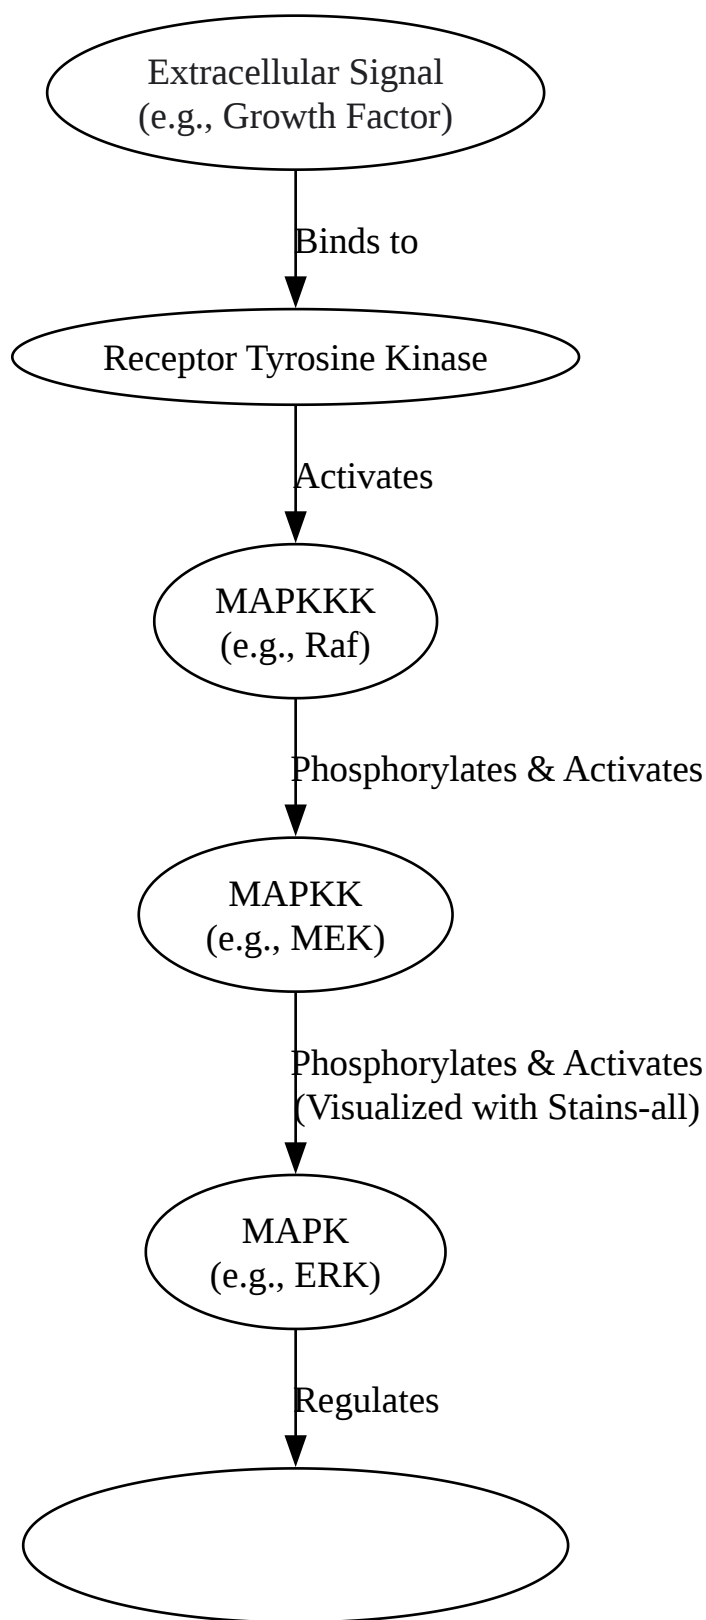 Extracellular Signal
(e.g., Growth Factor)
Binds to
Receptor Tyrosine Kinase
Activates
MAPKKK
(e.g., Raf)
Phosphorylates & Activates
MAPKK
(e.g., MEK)
Phosphorylates & Activates
(Visualized with Stains-all)
MAPK
(e.g., ERK)
Regulates